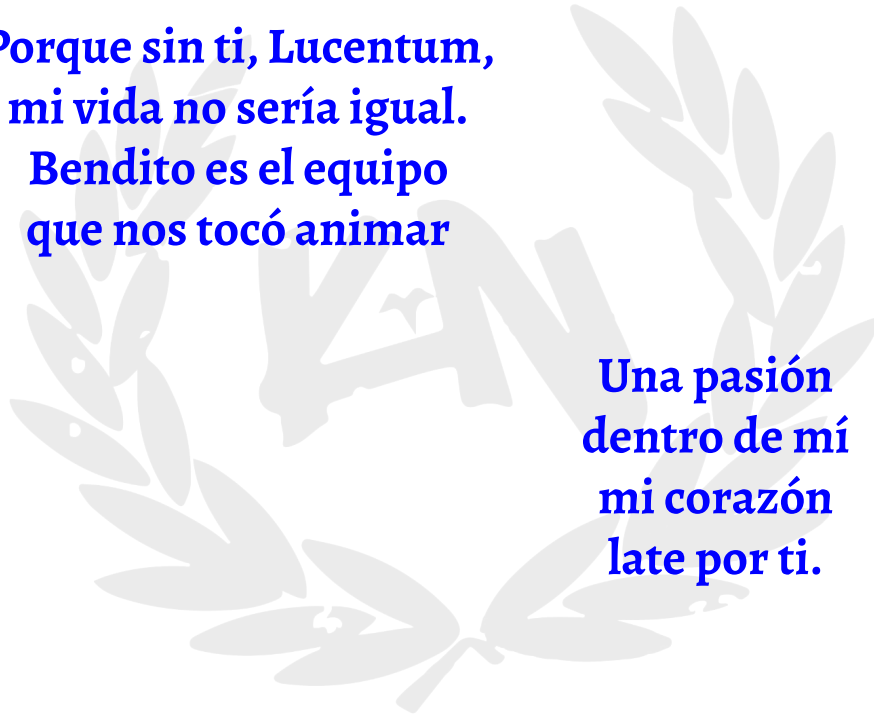 Porque sin ti, Lucentum,
mi vida no sería igual.
Bendito es el equipo
que nos tocó animar
Una pasión
dentro de mí
mi corazón
late por ti.